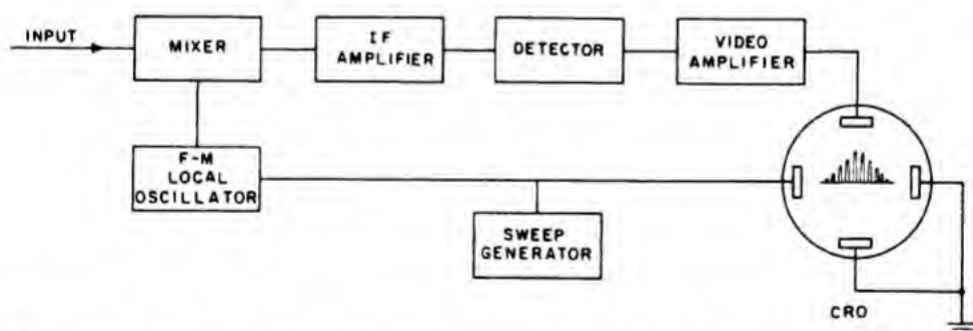 INPUT
MIXER
IF
AMPLIFIER
DETECTOR
VIDEO
AMPLIFIER
F-M
LOCAL
OSCILLATOR
SWEEP
GENERATOR
CRO